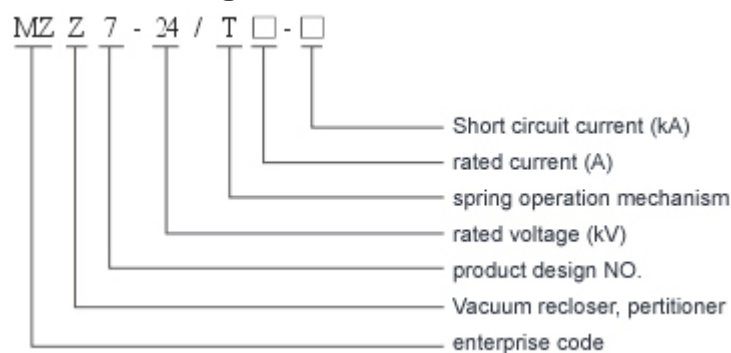 MZ Z 7 - 24 / T □ - □
Short circuit current (kA)
rated current (A)
spring operation mechanism
rated voltage (kV)
product design NO.
Vacuum recloser, pertitioner
enterprise code